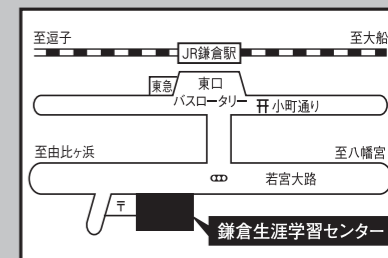 至逗子
至大船
JR鎌倉駅
東急
東口
バスロータリー
小町通り
至由比ヶ浜
至八幡宮
若宮大路
〒
鎌倉生涯学習センター